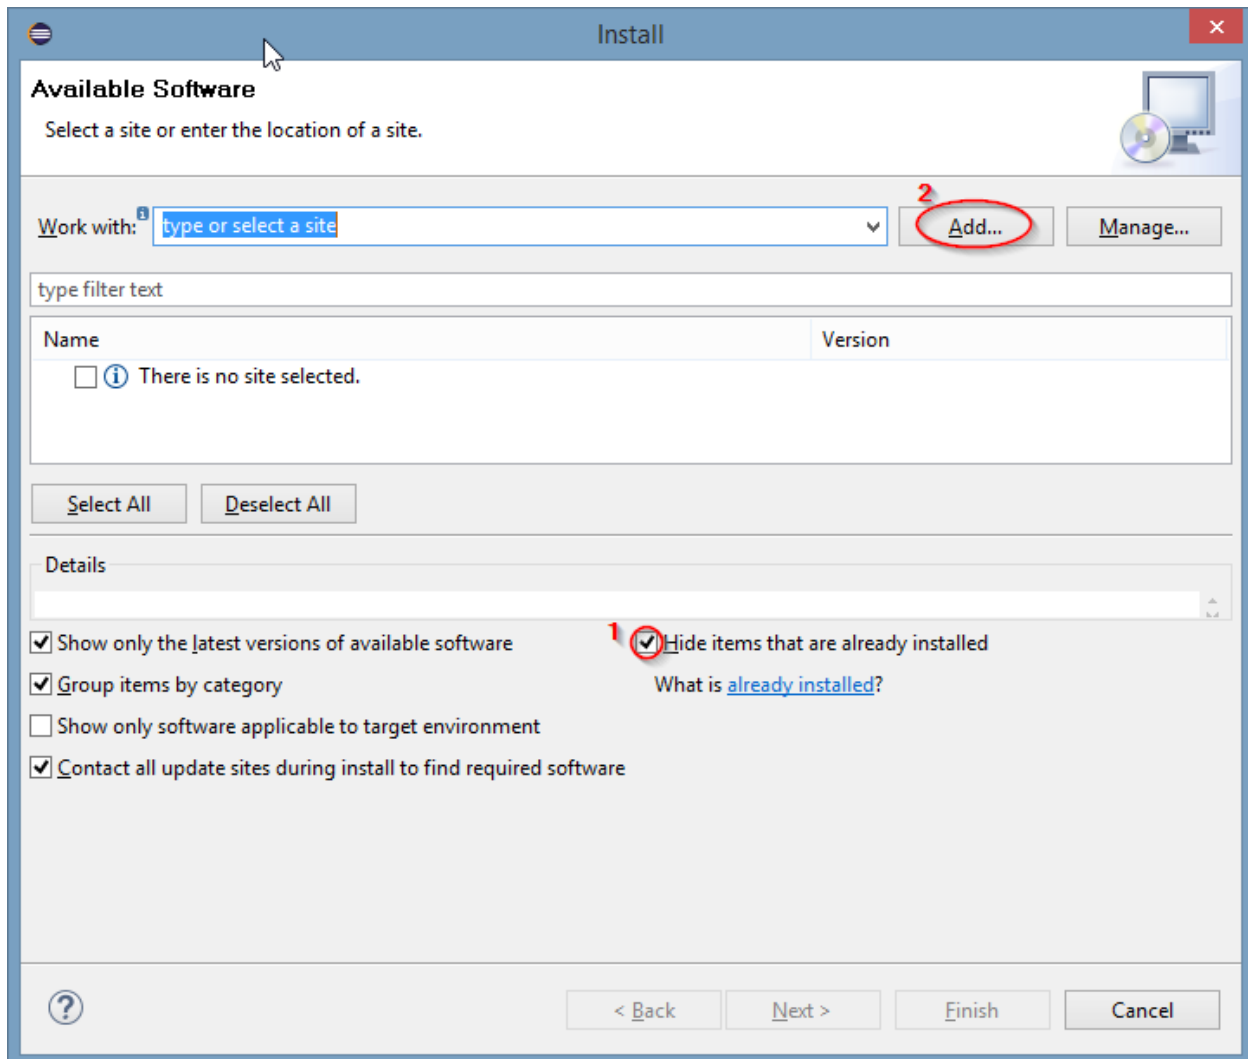 Install
Available Software
Select a site or enter the location of a site.
2
Work with: type or select a site Add... Manage...
type filter text
Name Version
There is no site selected.
Select All Deselect All
Details
Show only the latest versions of available software 1 Hide items that are already installed
Group items by category What is already installed?
Show only software applicable to target environment
Contact all update sites during install to find required software
? < Back Next > Finish Cancel